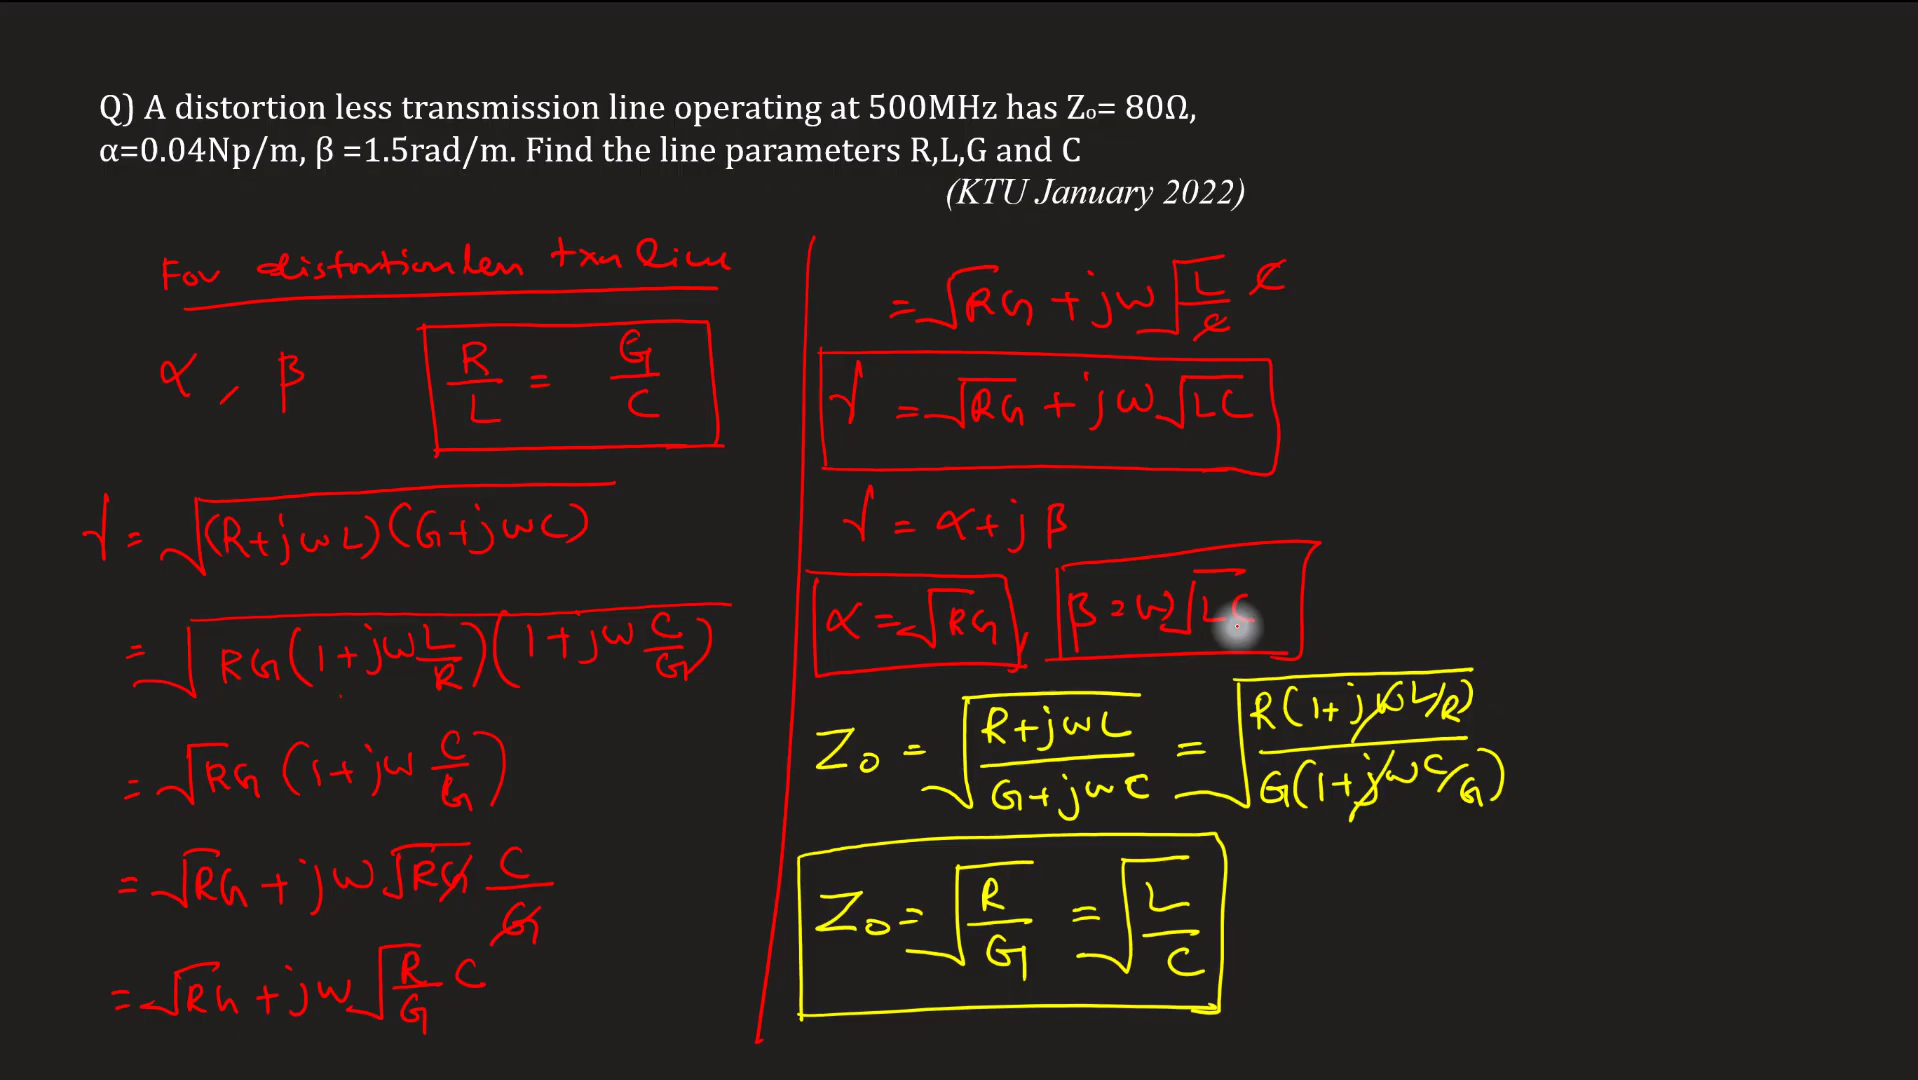 Q) A distortion less transmission line operating at 500MHz has Z₀= 80Ω,
α=0.04Np/m, β =1.5rad/m. Find the line parameters R,L,G and C
(KTU January 2022)
For distortionless txn line
α, β
R/L = G/C
γ = √((R+jωL)(G+jωC))
= √(RG(1+jω L/R)(1+jω C/G))
= √RG (1+jω C/G)
= √RG + jω √RG C/G
= √RG + jω √(R/G) C
= √RG + jω √(L/C) C
γ = √RG + jω √LC
γ = α+jβ
α = √RG, β = ω√LC
Z₀ = √((R+jωL)/(G+jωC)) = √(R(1+jωL/R)/G(1+jωC/G))
Z₀ = √(R/G) = √(L/C)